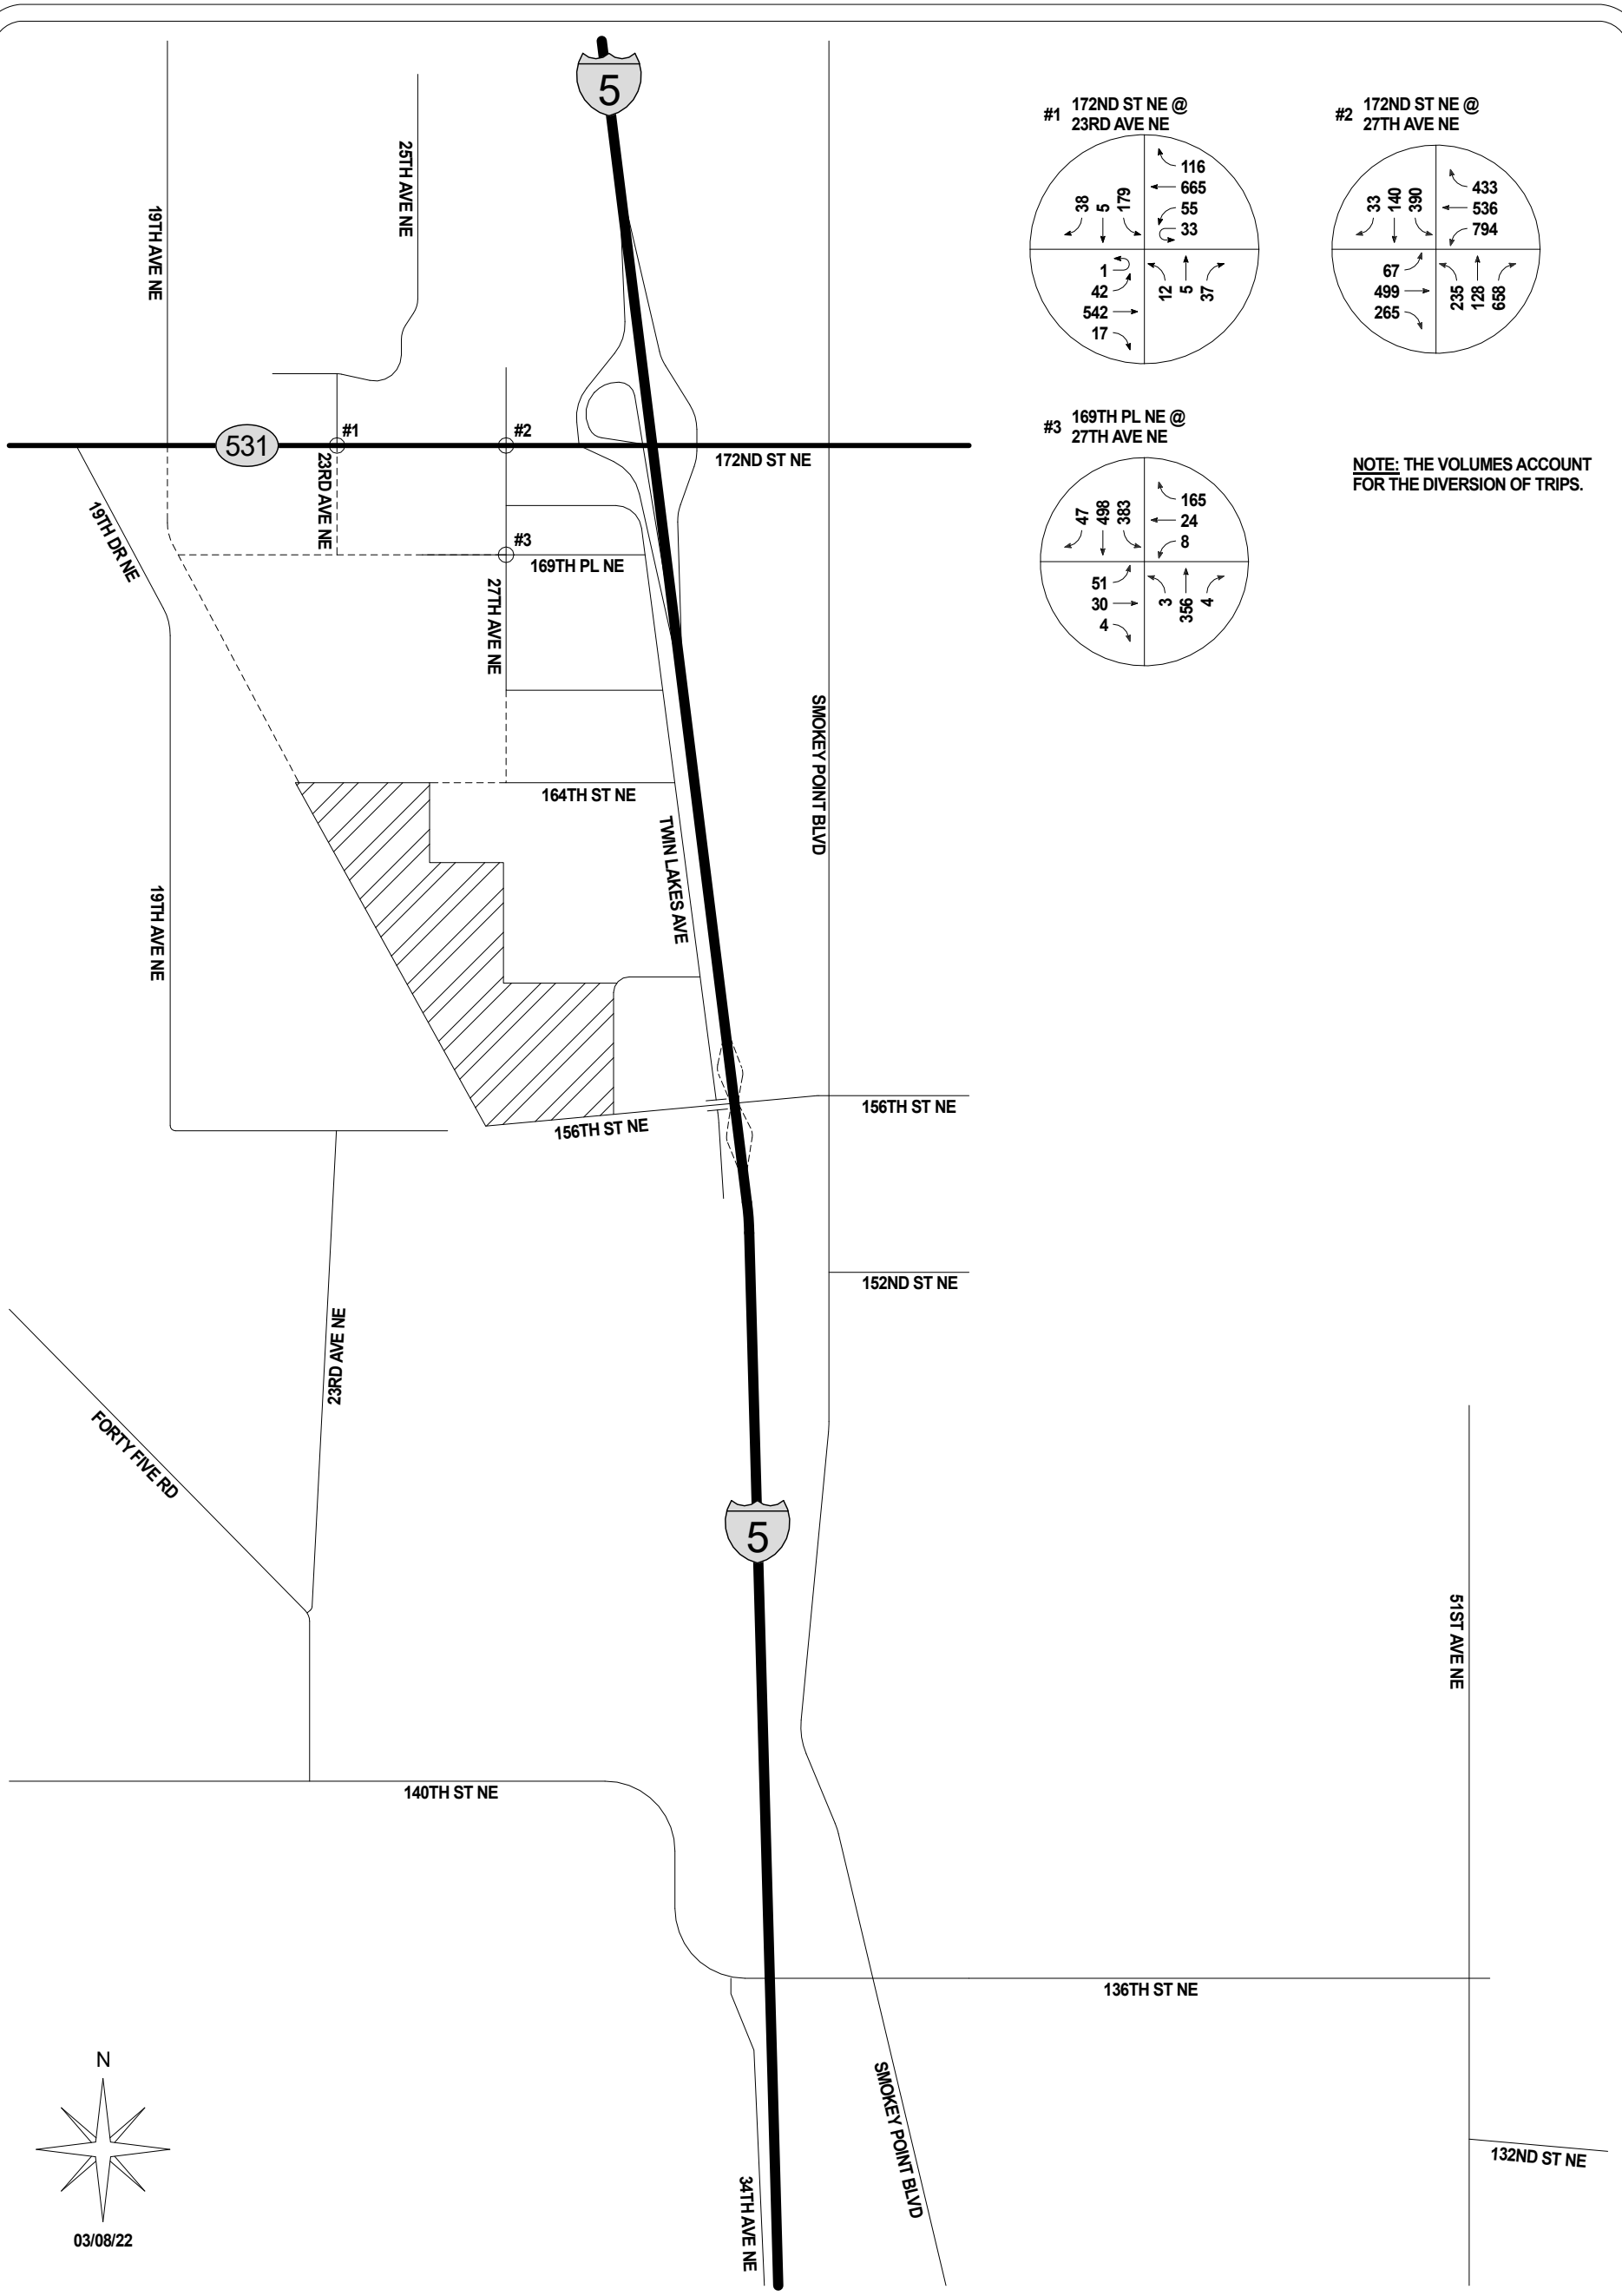 5
25TH AVE NE
19TH AVE NE
#1 172ND ST NE @
23RD AVE NE
116
665
55
33
38 5 179
1
42
542
17
12 5 37
#2 172ND ST NE @
27TH AVE NE
433
536
794
33 140 390
67
499
265
235 128 658
#3 169TH PL NE @
27TH AVE NE
165
24
8
47 498 383
51
30
4
3 356 4
NOTE: THE VOLUMES ACCOUNT
FOR THE DIVERSION OF TRIPS.
531
#1
#2
172ND ST NE
23RD AVE NE
19TH DR NE
#3
169TH PL NE
27TH AVE NE
SMOKEY POINT BLVD
164TH ST NE
TWIN LAKES AVE
19TH AVE NE
156TH ST NE
156TH ST NE
152ND ST NE
23RD AVE NE
FORTY FIVE RD
5
51ST AVE NE
140TH ST NE
136TH ST NE
N
SMOKEY POINT BLVD
132ND ST NE
34TH AVE NE
03/08/22